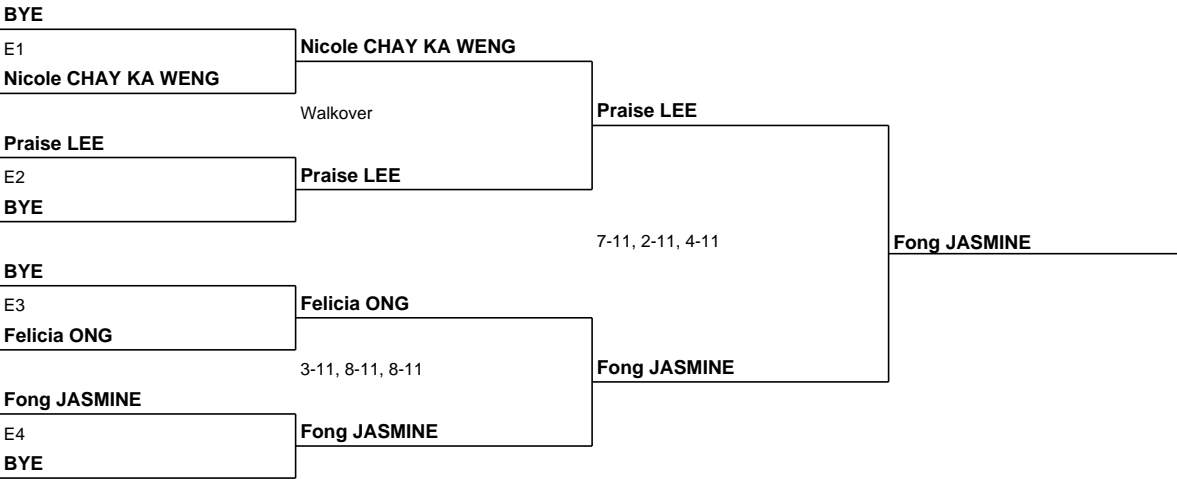 BYE
E1
Nicole CHAY KA WENG
Nicole CHAY KA WENG
Walkover
Praise LEE
Praise LEE
E2
Praise LEE
BYE
7-11, 2-11, 4-11
Fong JASMINE
BYE
E3
Felicia ONG
Felicia ONG
3-11, 8-11, 8-11
Fong JASMINE
Fong JASMINE
E4
Fong JASMINE
BYE